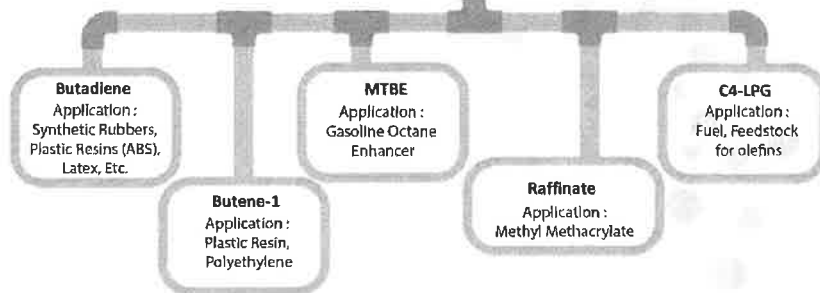 Butadiene
Application :
Synthetic Rubbers,
Plastic Resins (ABS),
Latex, Etc.
Butene-1
Application :
Plastic Resin,
Polyethylene
MTBE
Application :
Gasoline Octane
Enhancer
Raffinate
Application :
Methyl Methacrylate
C4-LPG
Application :
Fuel, Feedstock
for olefins